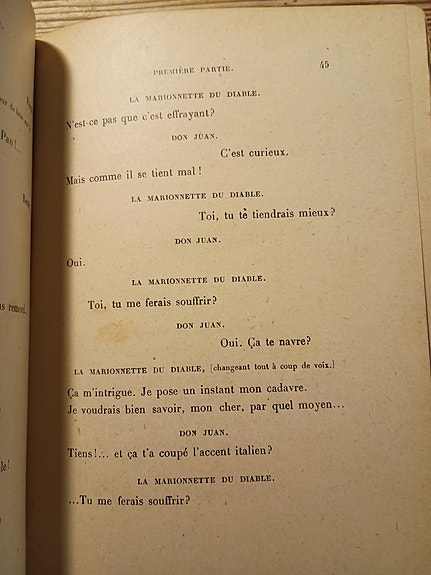 PREMIÈRE PARTIE. 45
LA MARIONNETTE DU DIABLE.
N'est-ce pas que c'est effrayant?
DON JUAN.
C'est curieux.
Mais comme il se tient mal!
LA MARIONNETTE DU DIABLE.
Toi, tu te tiendrais mieux?
DON JUAN.
Oui.
LA MARIONNETTE DU DIABLE.
Toi, tu me ferais souffrir?
DON JUAN.
Oui. Ça te navre?
LA MARIONNETTE DU DIABLE, [changeant tout à coup de voix.]
Ça m'intrigue. Je pose un instant mon cadavre.
Je voudrais bien savoir, mon cher, par quel moyen...
DON JUAN.
Tiens!... et ça t'a coupé l'accent italien?
LA MARIONNETTE DU DIABLE.
...Tu me ferais souffrir?